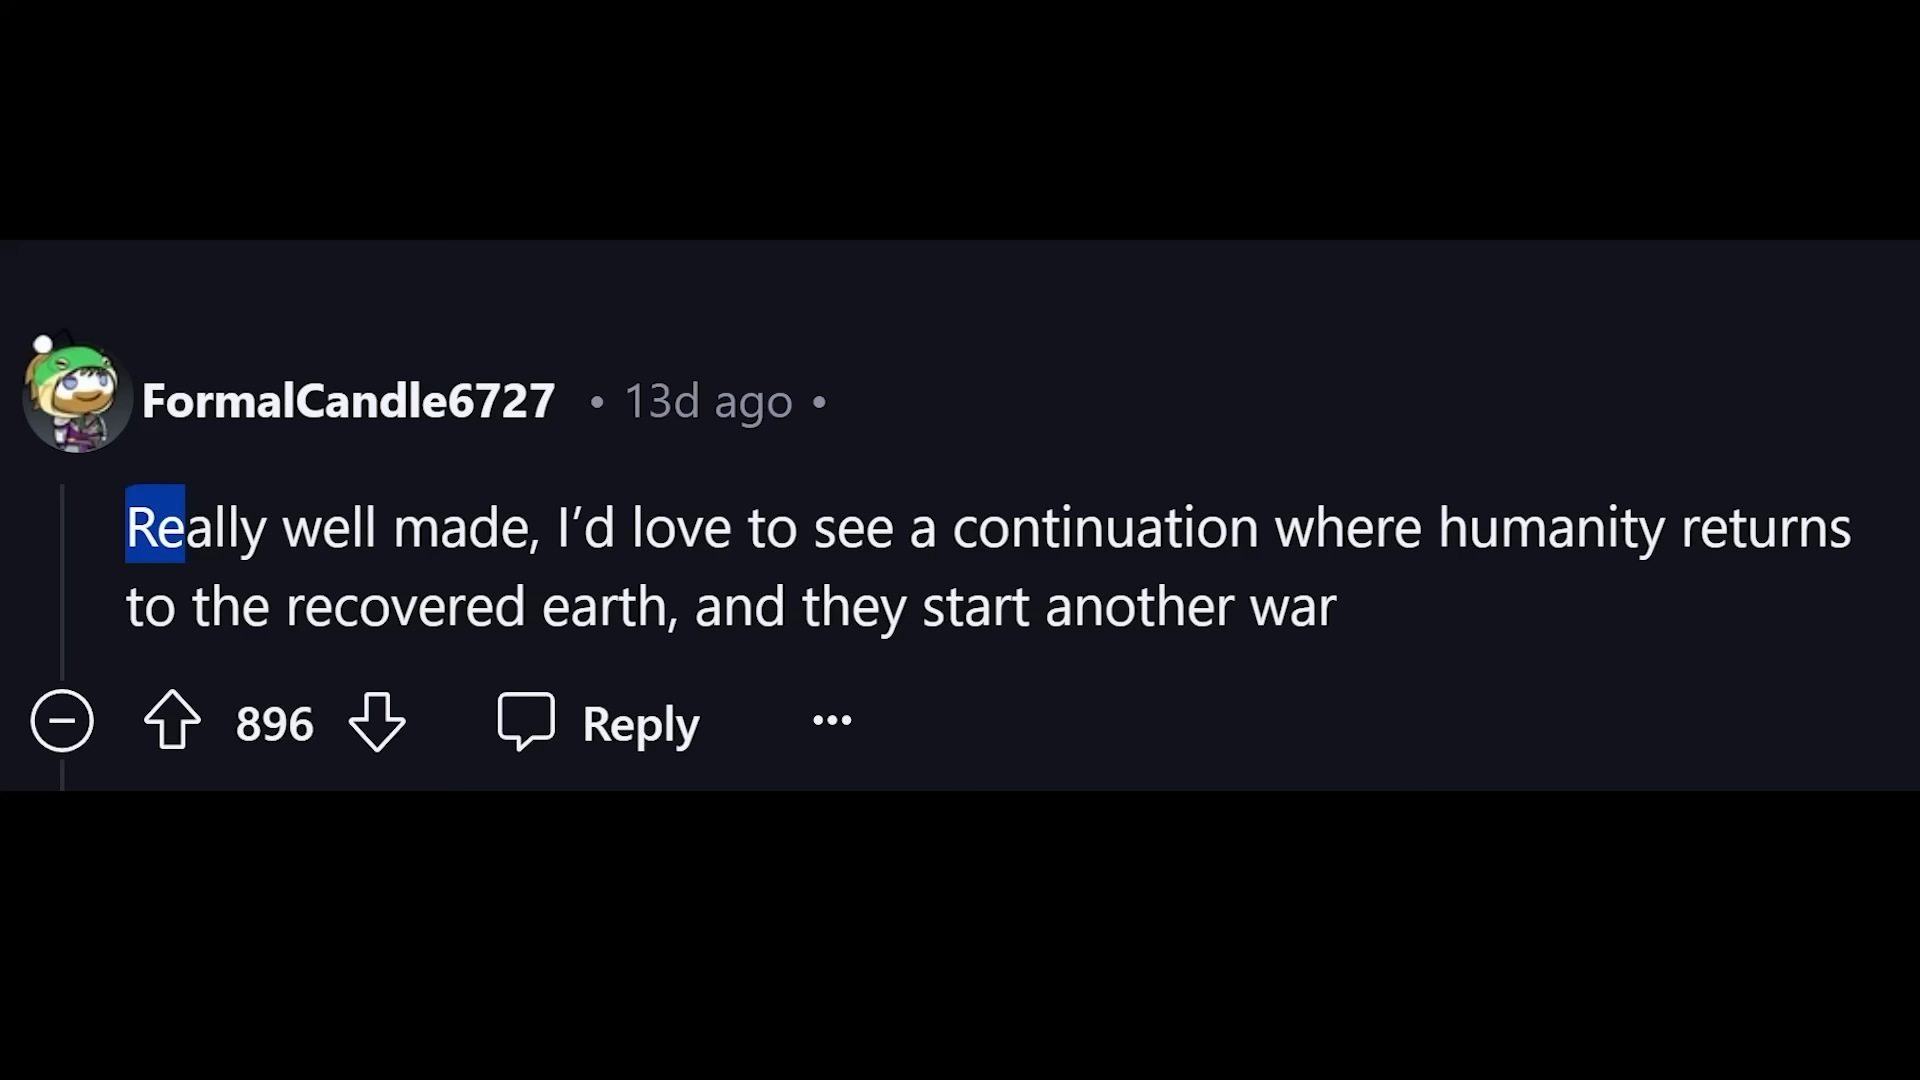 FormalCandle6727 • 13d ago •
Really well made, I’d love to see a continuation where humanity returns
to the recovered earth, and they start another war
896 Reply ...